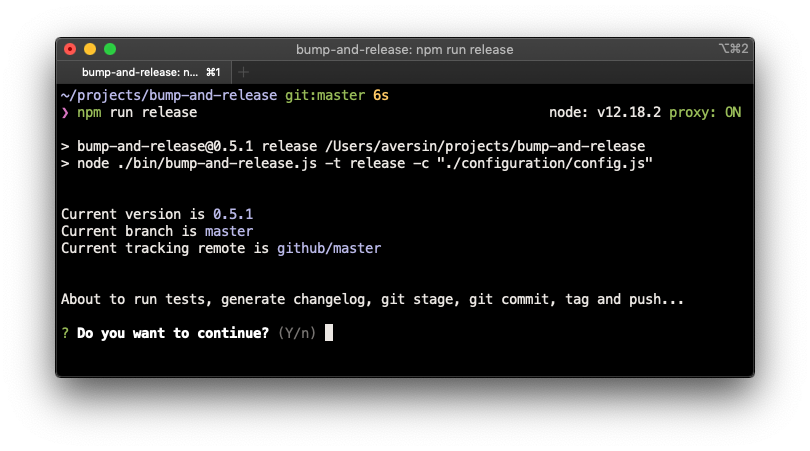 bump-and-release: npm run release
⌥⌘2
bump-and-release: n... ⌘1
~/projects/bump-and-release git:master 6s
❯ npm run release node: v12.18.2 proxy: ON
> bump-and-release@0.5.1 release /Users/aversin/projects/bump-and-release
> node ./bin/bump-and-release.js -t release -c "./configuration/config.js"
Current version is 0.5.1
Current branch is master
Current tracking remote is github/master
About to run tests, generate changelog, git stage, git commit, tag and push...
? Do you want to continue? (Y/n)